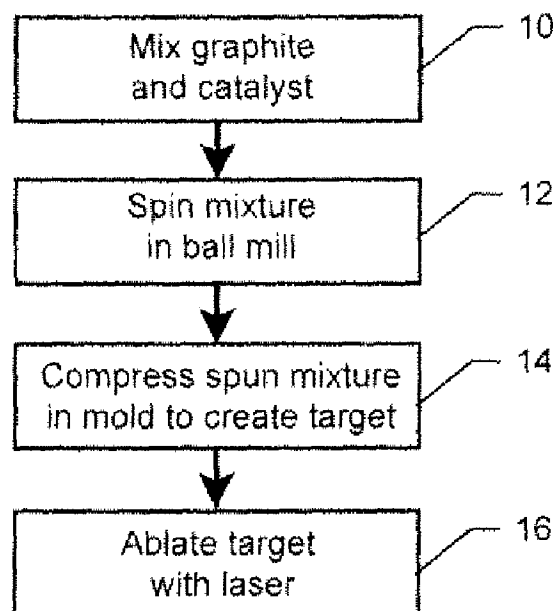 Mix graphite
and catalyst
10
Spin mixture
in ball mill
12
Compress spun mixture
in mold to create target
14
Ablate target
with laser
16